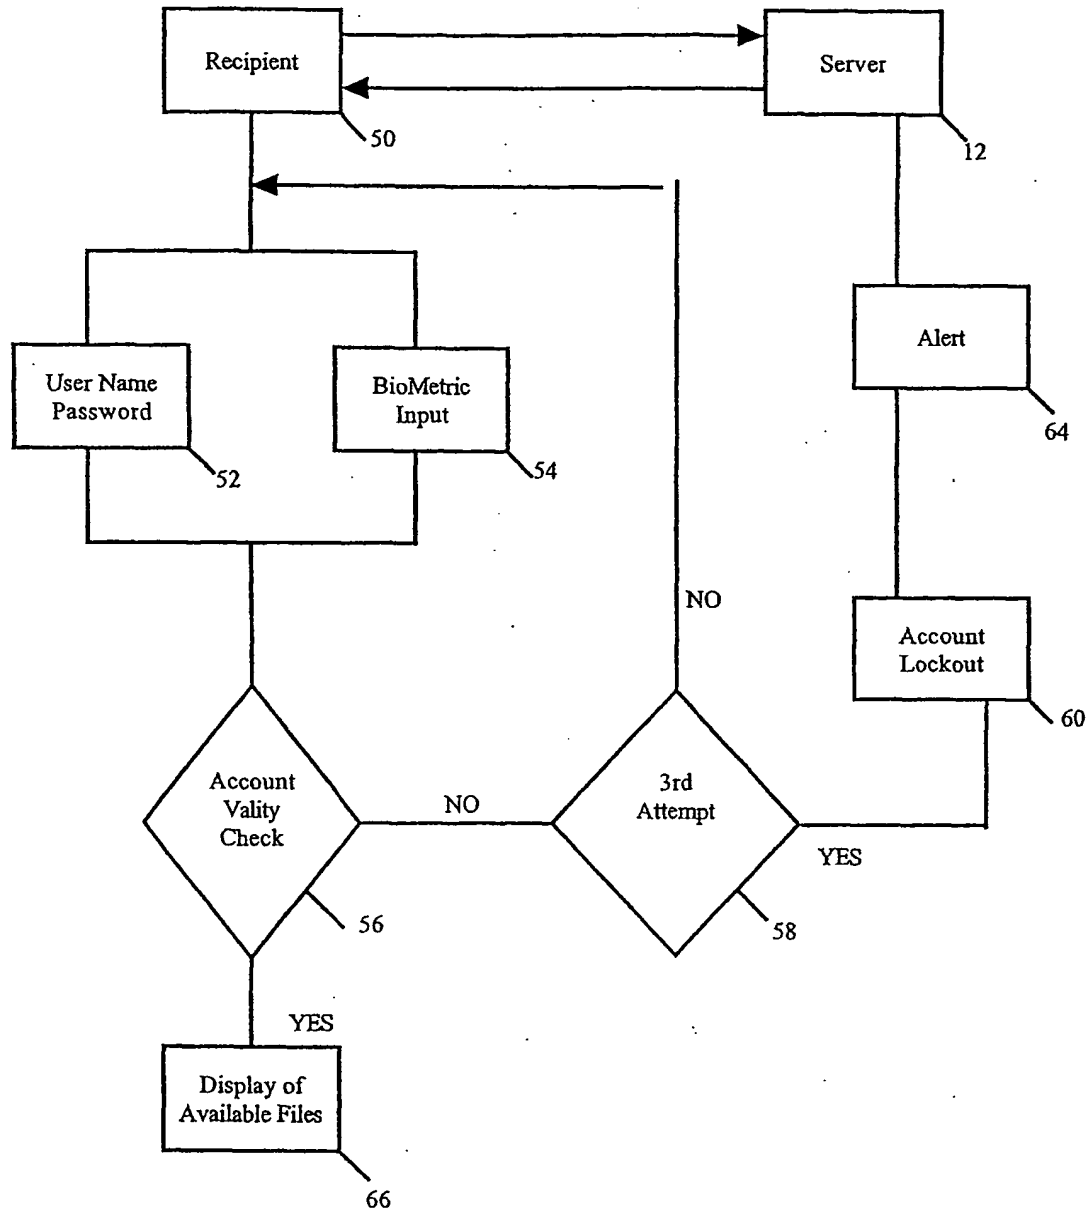 Recipient
Server
50
12
Alert
User Name
Password
BioMetric
Input
64
52
54
NO
Account
Lockout
60
Account
Vality
Check
NO
3rd
Attempt
YES
56
58
YES
Display of
Available Files
66